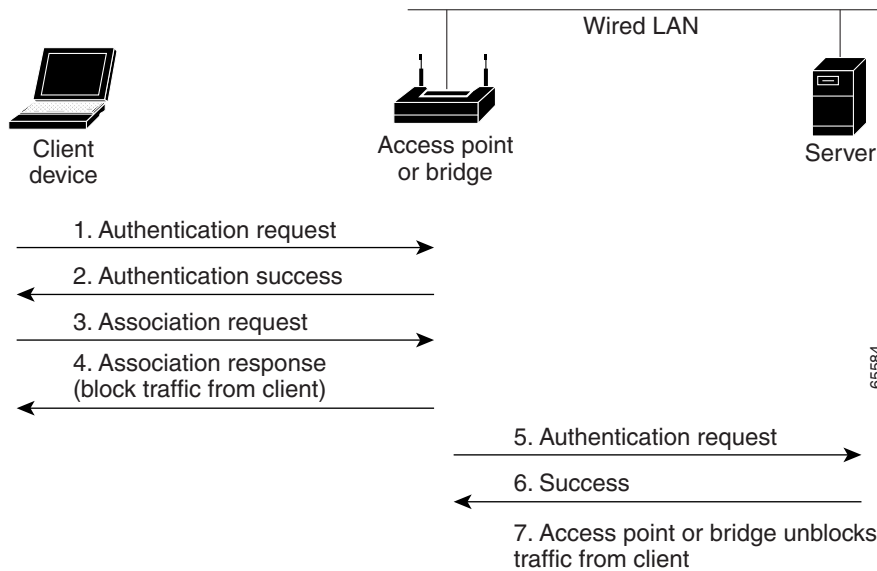 Wired LAN
Client
device
Access point
or bridge
Server
1. Authentication request
2. Authentication success
3. Association request
4. Association response
(block traffic from client)
65584
5. Authentication request
6. Success
7. Access point or bridge unblocks
traffic from client